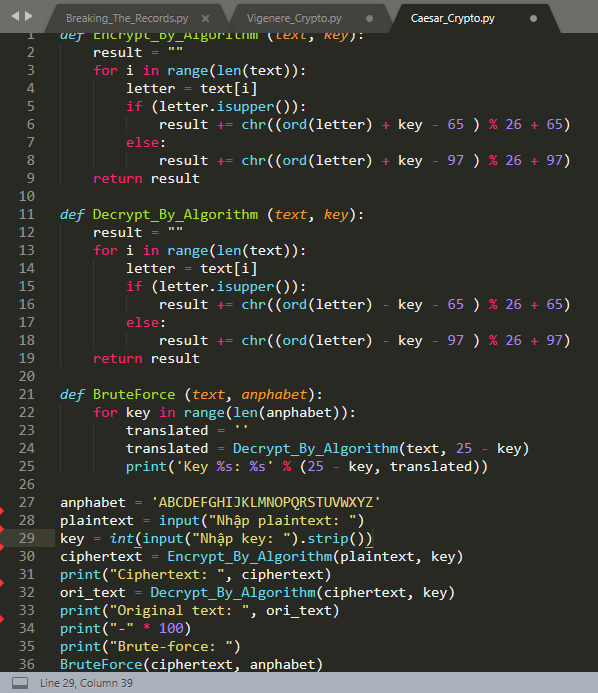 Breaking_The_Records.py × Vigenere_Crypto.py Caesar_Crypto.py
1 def Encrypt_By_Algorithm (text, key):
2     result = ""
3     for i in range(len(text)):
4         letter = text[i]
5         if (letter.isupper()):
6             result += chr((ord(letter) + key - 65 ) % 26 + 65)
7         else:
8             result += chr((ord(letter) + key - 97 ) % 26 + 97)
9     return result
10
11 def Decrypt_By_Algorithm (text, key):
12     result = ""
13     for i in range(len(text)):
14         letter = text[i]
15         if (letter.isupper()):
16             result += chr((ord(letter) - key - 65 ) % 26 + 65)
17         else:
18             result += chr((ord(letter) - key - 97 ) % 26 + 97)
19     return result
20
21 def BruteForce (text, anphabet):
22     for key in range(len(anphabet)):
23         translated = ''
24         translated = Decrypt_By_Algorithm(text, 25 - key)
25         print('Key %s: %s' % (25 - key, translated))
26
27 anphabet = 'ABCDEFGHIJKLMNOPQRSTUVWXYZ'
28 plaintext = input("Nhập plaintext: ")
29 key = int(input("Nhập key: ").strip())
30 ciphertext = Encrypt_By_Algorithm(plaintext, key)
31 print("Ciphertext: ", ciphertext)
32 ori_text = Decrypt_By_Algorithm(ciphertext, key)
33 print("Original text: ", ori_text)
34 print("-" * 100)
35 print("Brute-force: ")
36 BruteForce(ciphertext, anphabet)
Line 29, Column 39